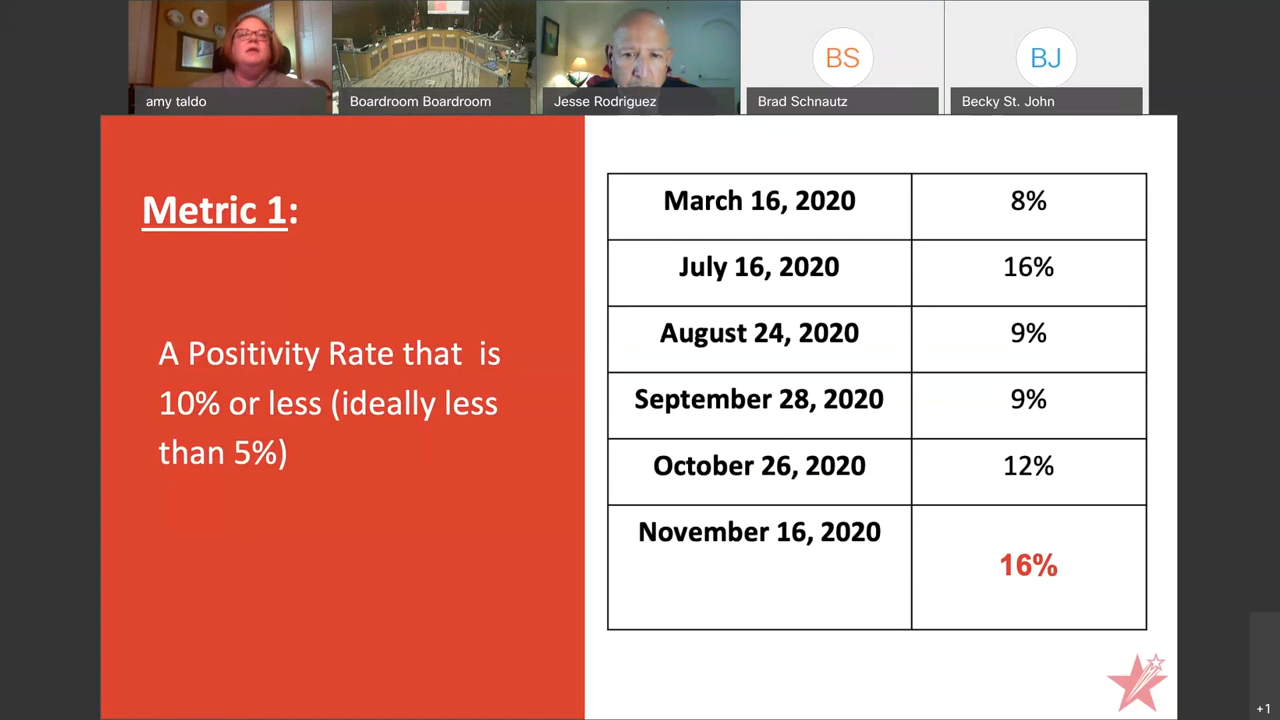 BS
BJ
amy taldo
Boardroom Boardroom
Jesse Rodriguez
Brad Schnautz
Becky St. John
Metric 1:
A Positivity Rate that  is
10% or less (ideally less
than 5%)
March 16, 2020 8%
July 16, 2020 16%
August 24, 2020 9%
September 28, 2020 9%
October 26, 2020 12%
November 16, 2020
16%
+1